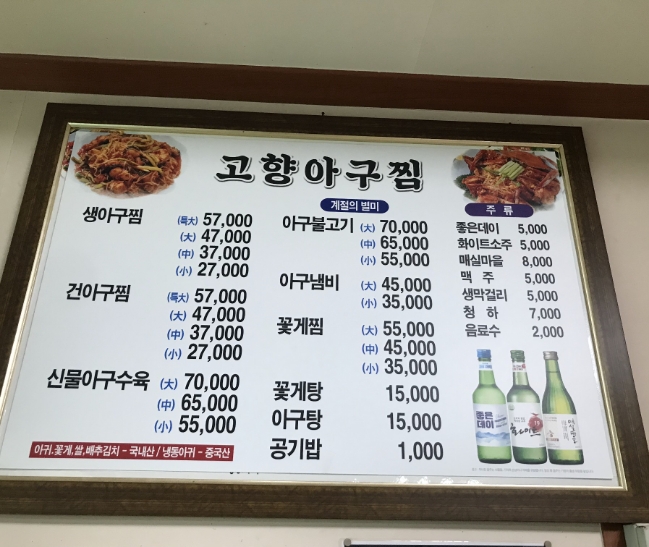 고향아구찜
생아구찜 (특大) 57,000
(大) 47,000
(中) 37,000
(小) 27,000
건아구찜 (특大) 57,000
(大) 47,000
(中) 37,000
(小) 27,000
신물아구수육 (大) 70,000
(中) 65,000
(小) 55,000
아귀.꽃게,쌀,배추김치 - 국내산 / 냉동아귀 - 중국산
계절의 별미
아구불고기 (大) 70,000
(中) 65,000
(小) 55,000
아구냄비 (大) 45,000
(小) 35,000
꽃게찜 (大) 55,000
(中) 45,000
(小) 35,000
꽃게탕 15,000
아구탕 15,000
공기밥 1,000
주 류
좋은데이 5,000
화이트소주 5,000
매실마을 8,000
맥 주 5,000
생막걸리 5,000
청 하 7,000
음료수 2,000
좋은
데이
화이트